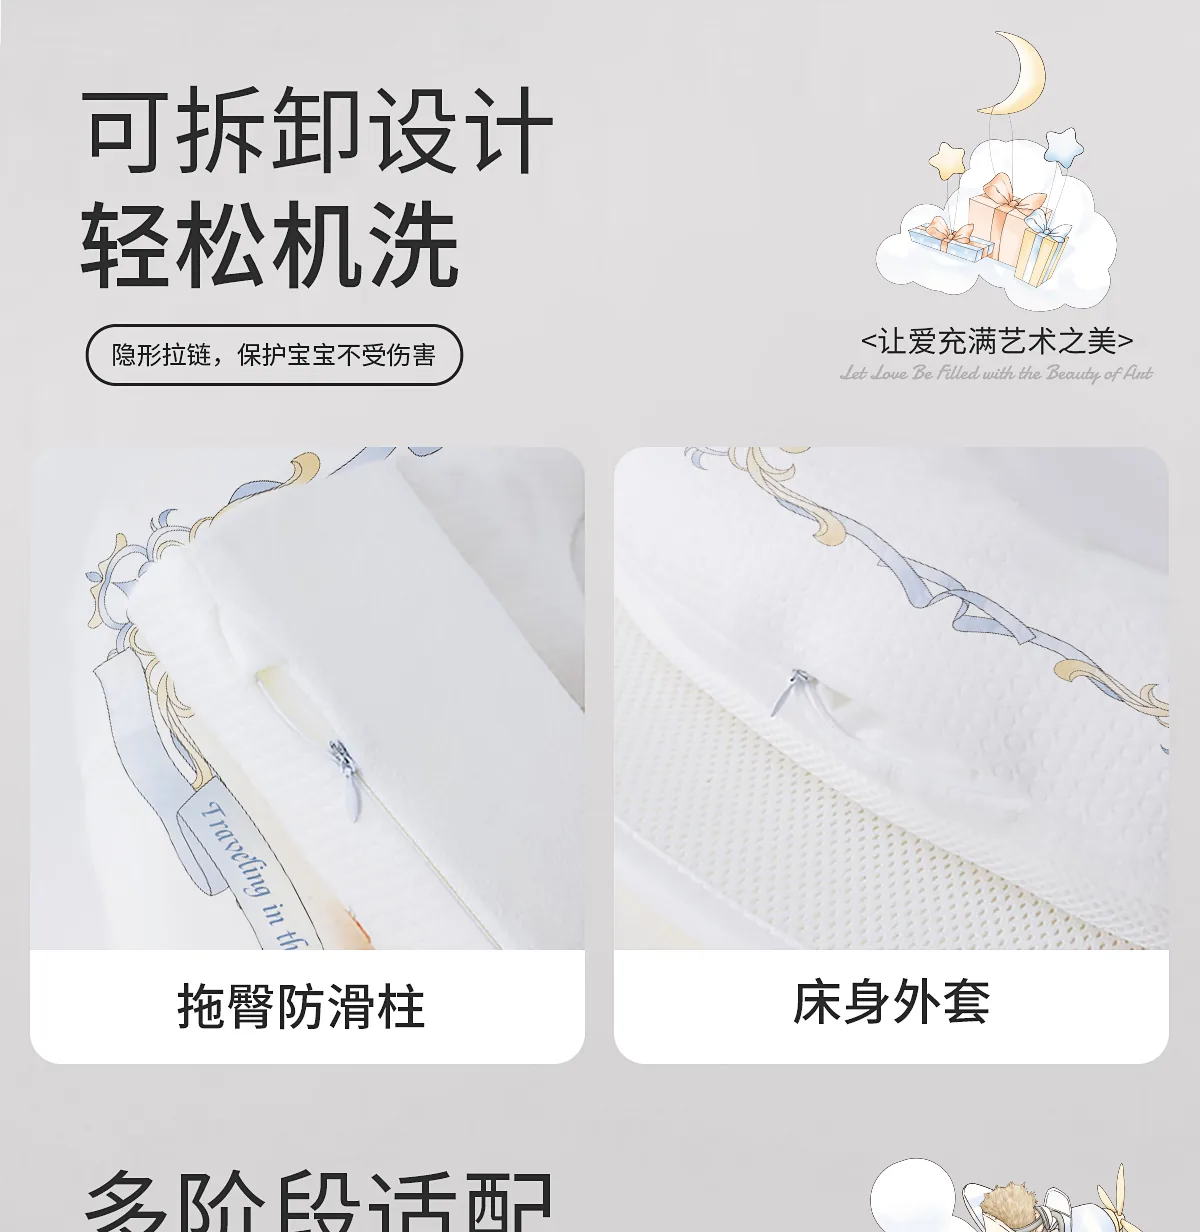 可拆卸设计
轻松机洗
隐形拉链，保护宝宝不受伤害
<让爱充满艺术之美>
Let Love Be Filled with the Beauty of Art
Traveling in th
拖臀防滑柱
床身外套
多阶段适配